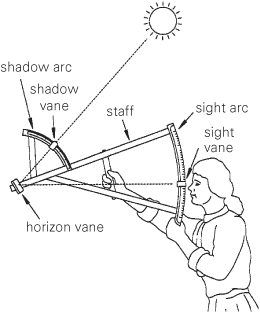 shadow arc
shadow
vane
staff
sight arc
sight
vane
horizon vane